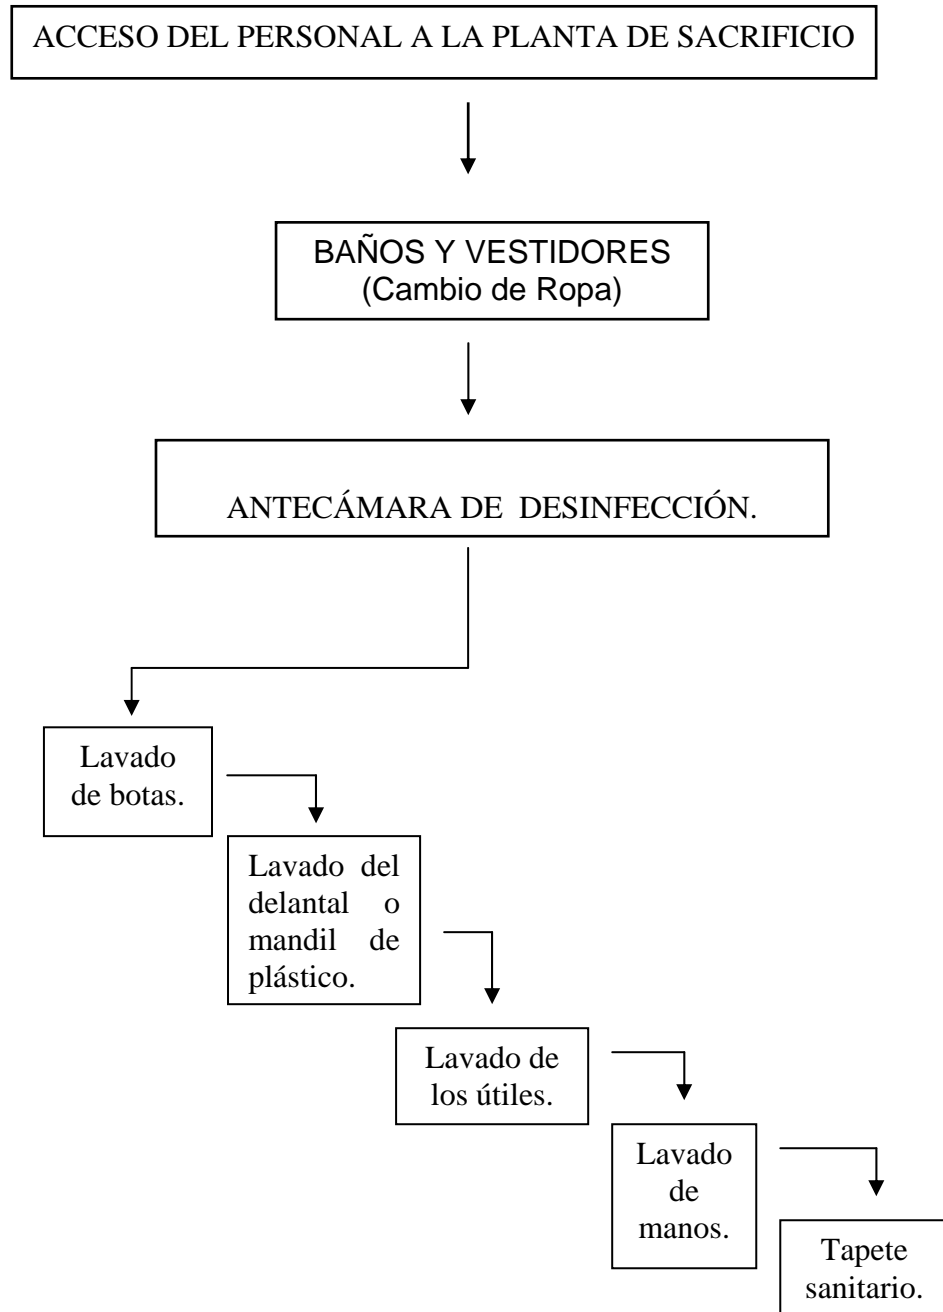 ACCESO DEL PERSONAL A LA PLANTA DE SACRIFICIO
BAÑOS Y VESTIDORES
(Cambio de Ropa)
ANTECÁMARA DE DESINFECCIÓN.
Lavado
de botas.
Lavado del
delantal o
mandil de
plástico.
Lavado de
los útiles.
Lavado
de
manos.
Tapete
sanitario.